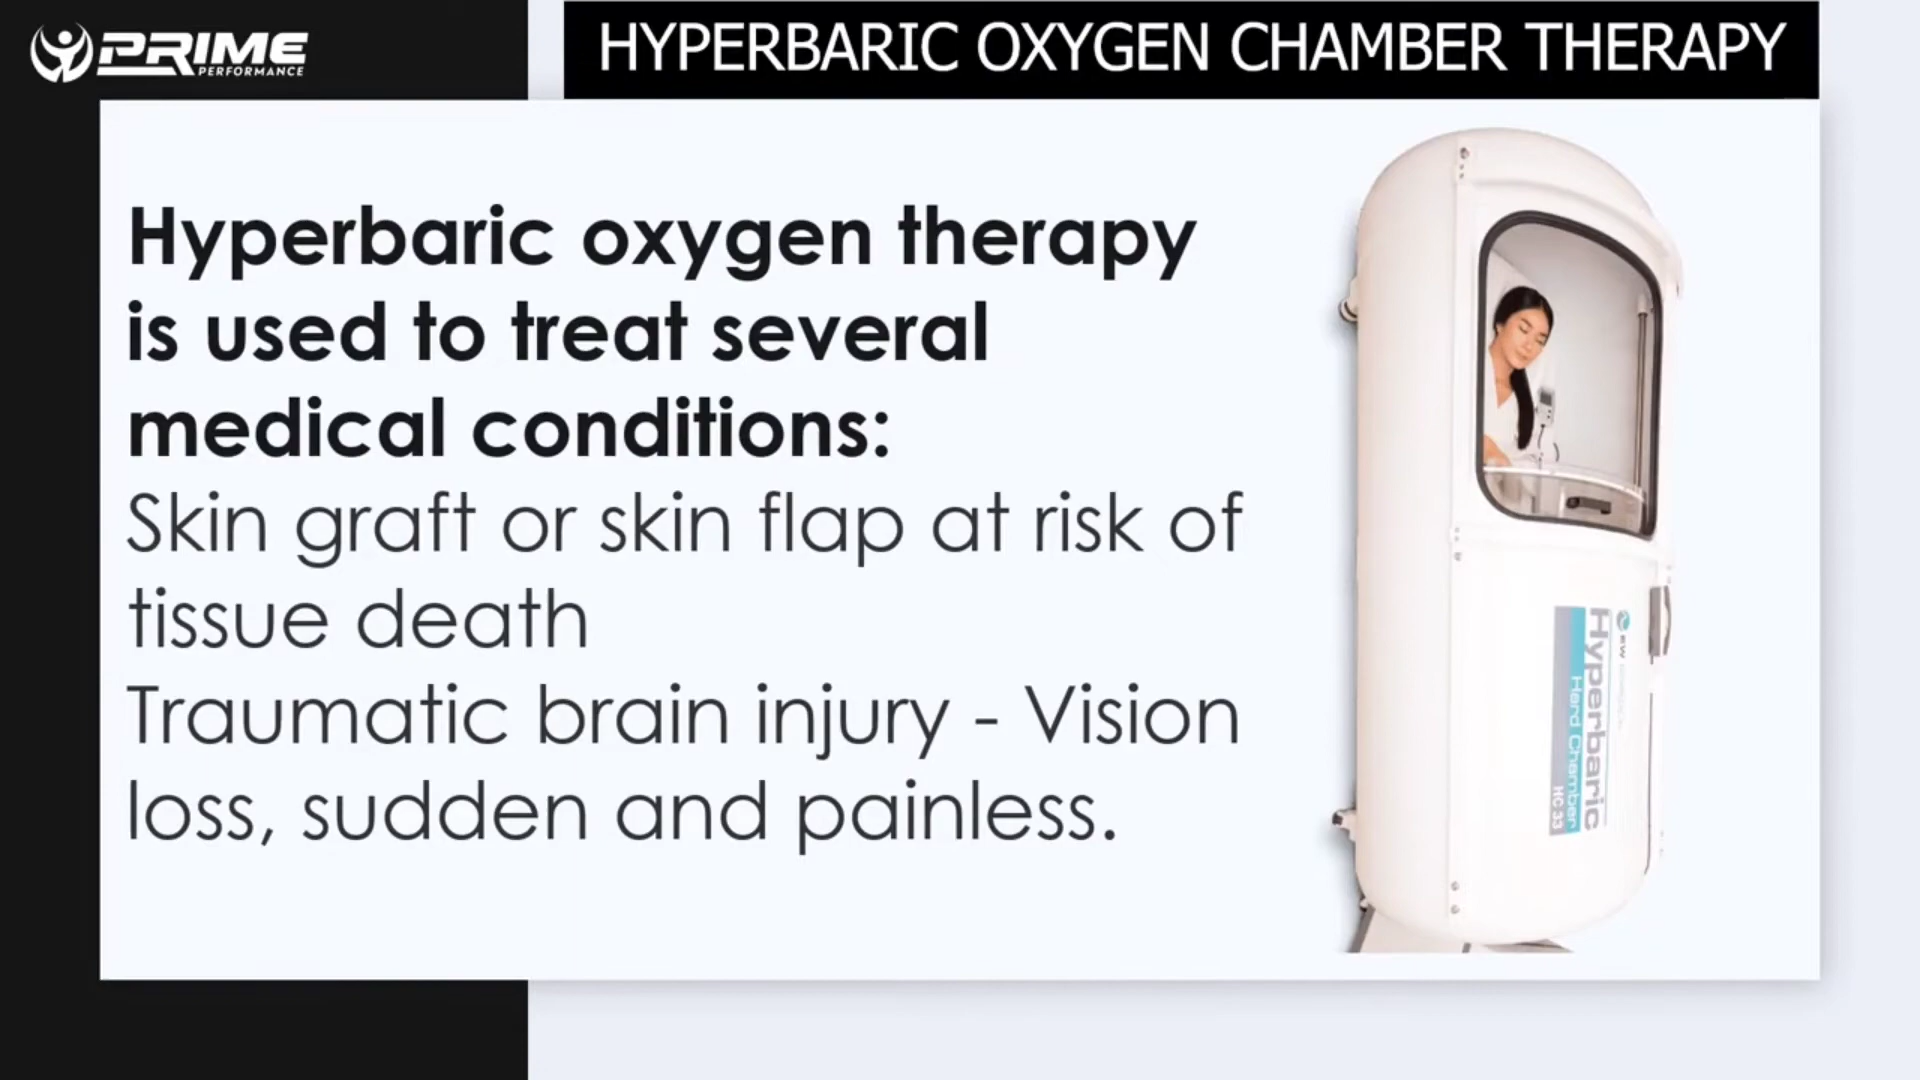 PRIME
PERFORMANCE
HYPERBARIC OXYGEN CHAMBER THERAPY
Hyperbaric oxygen therapy
is used to treat several
medical conditions:
Skin graft or skin flap at risk of
tissue death
Traumatic brain injury - Vision
loss, sudden and painless.
Hyperbaric
Hard Chamber
HC 33